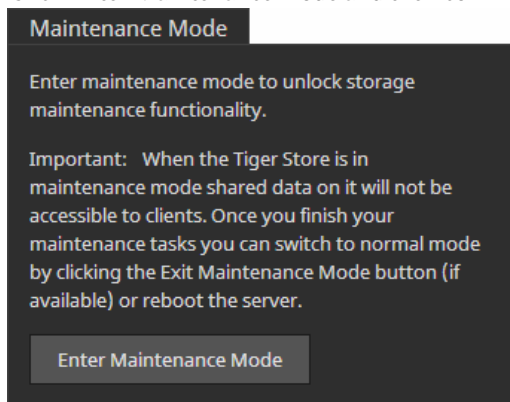 Maintenance Mode
Enter maintenance mode to unlock storage
maintenance functionality.
Important: When the Tiger Store is in
maintenance mode shared data on it will not be
accessible to clients. Once you finish your
maintenance tasks you can switch to normal mode
by clicking the Exit Maintenance Mode button (if
available) or reboot the server.
Enter Maintenance Mode